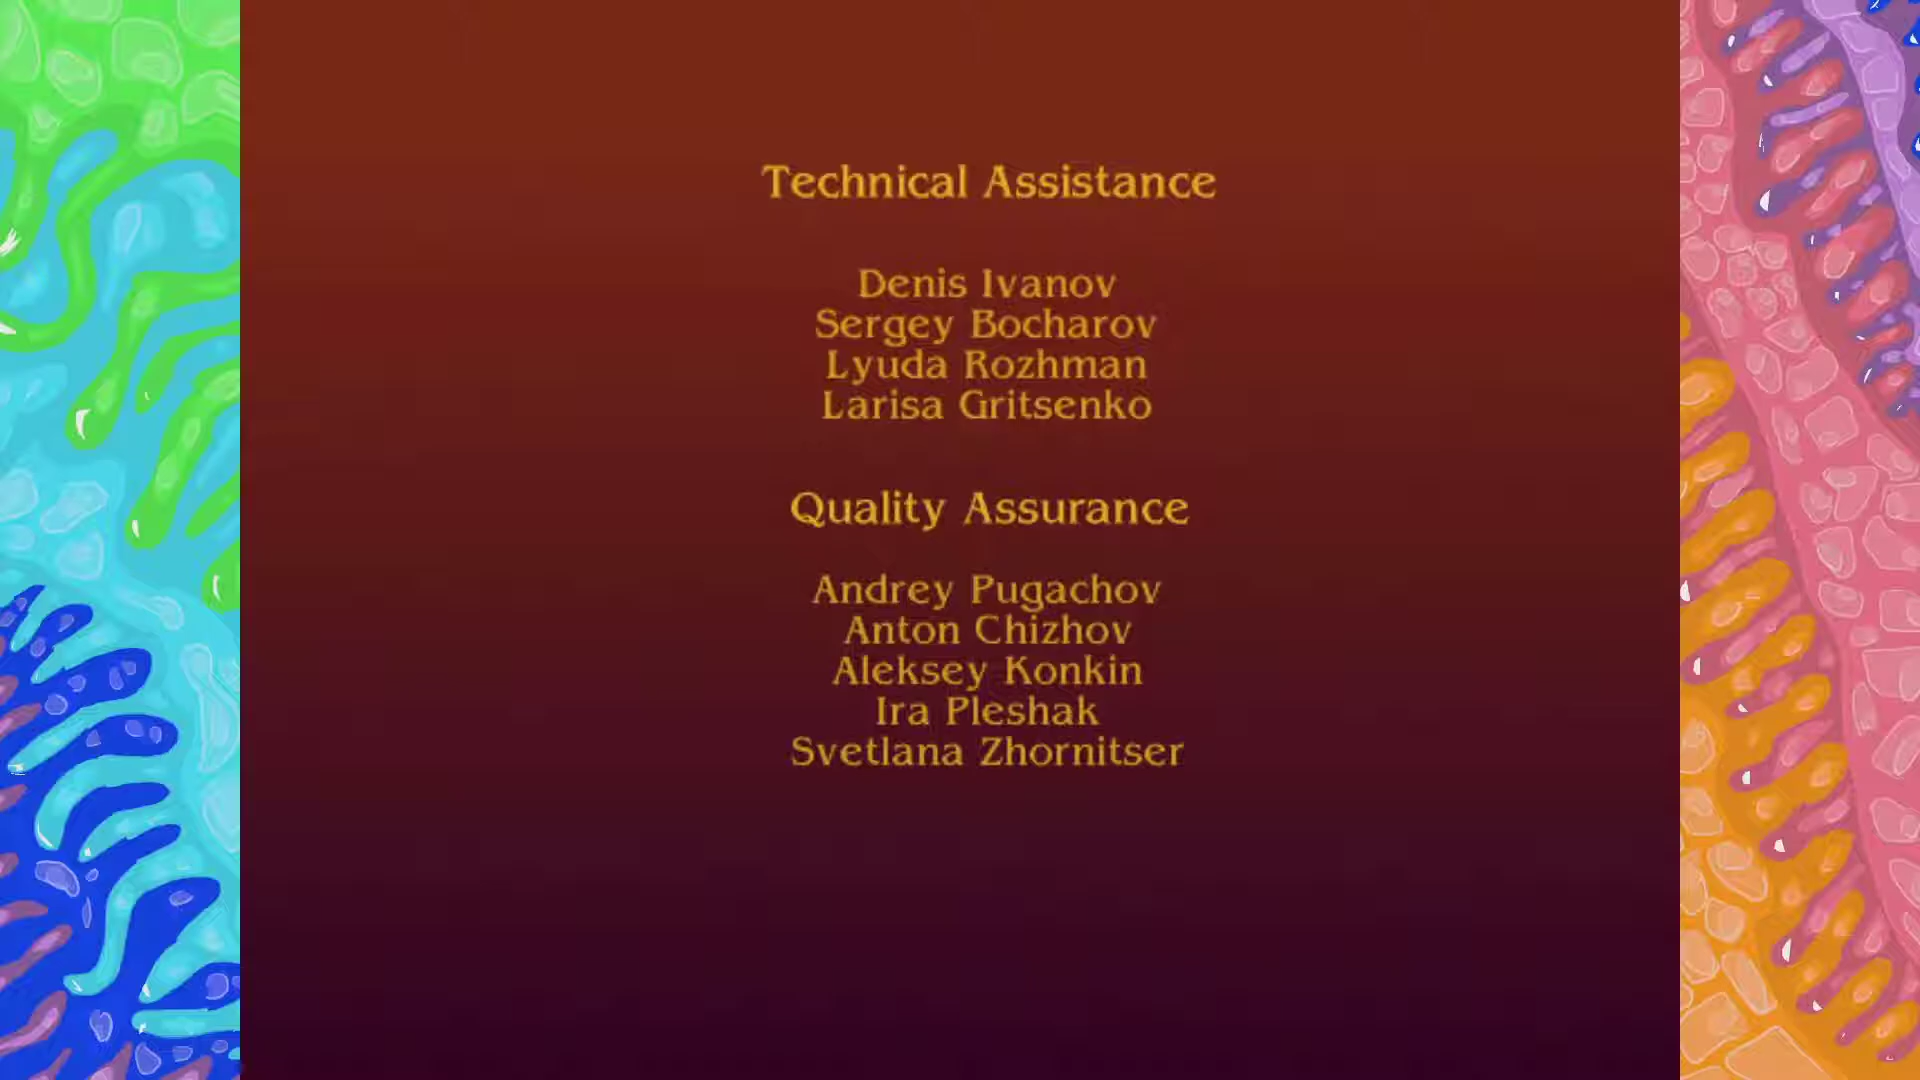 Technical Assistance
Denis Ivanov
Sergey Bocharov
Lyuda Rozhman
Larisa Gritsenko
Quality Assurance
Andrey Pugachov
Anton Chizhov
Aleksey Konkin
Ira Pleshak
Svetlana Zhornitser